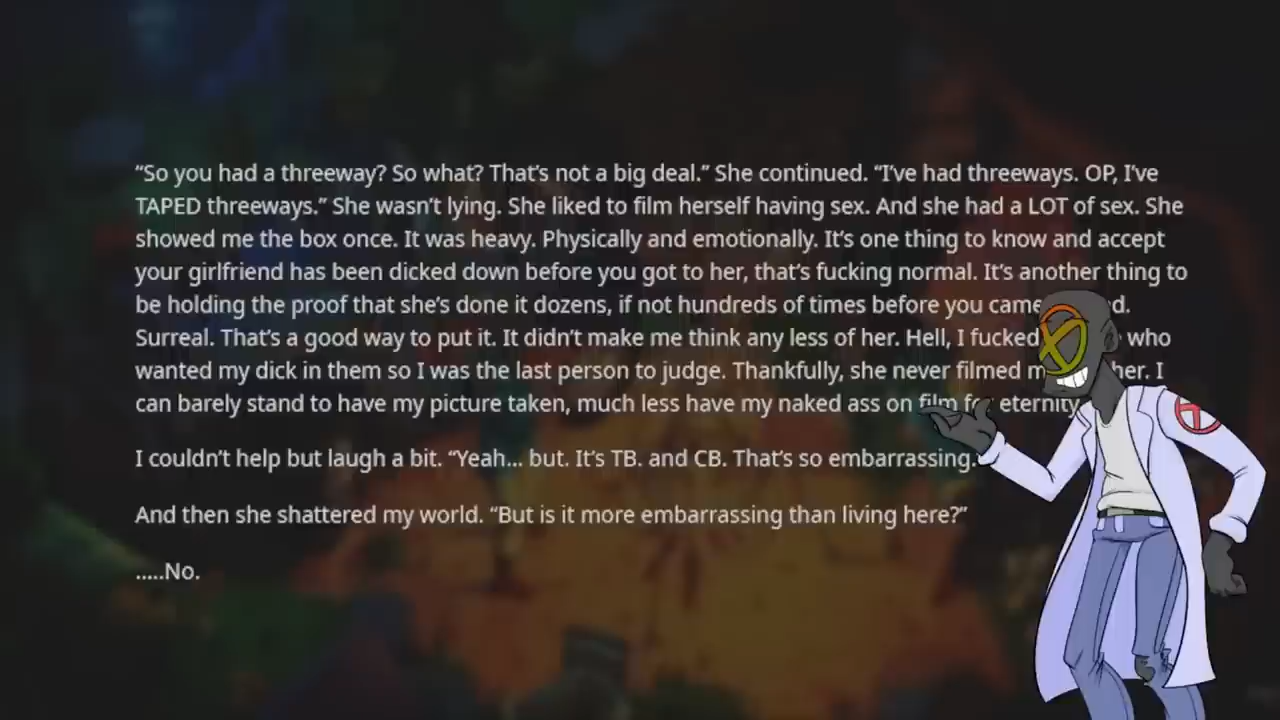 “So you had a threeway? So what? That’s not a big deal.” She continued. “I’ve had threeways. OP, I’ve
TAPED threeways.” She wasn’t lying. She liked to film herself having sex. And she had a LOT of sex. She
showed me the box once. It was heavy. Physically and emotionally. It’s one thing to know and accept
your girlfriend has been dicked down before you got to her, that’s fucking normal. It’s another thing to
be holding the proof that she’s done it dozens, if not hundreds of times before you came
Surreal. That’s a good way to put it. It didn’t make me think any less of her. Hell, I fucked who
wanted my dick in them so I was the last person to judge. Thankfully, she never filmed her. I
can barely stand to have my picture taken, much less have my naked ass on film for eternity
I couldn’t help but laugh a bit. “Yeah... but. It’s TB. and CB. That’s so embarrassing.
And then she shattered my world. “But is it more embarrassing than living here?”
.....No.